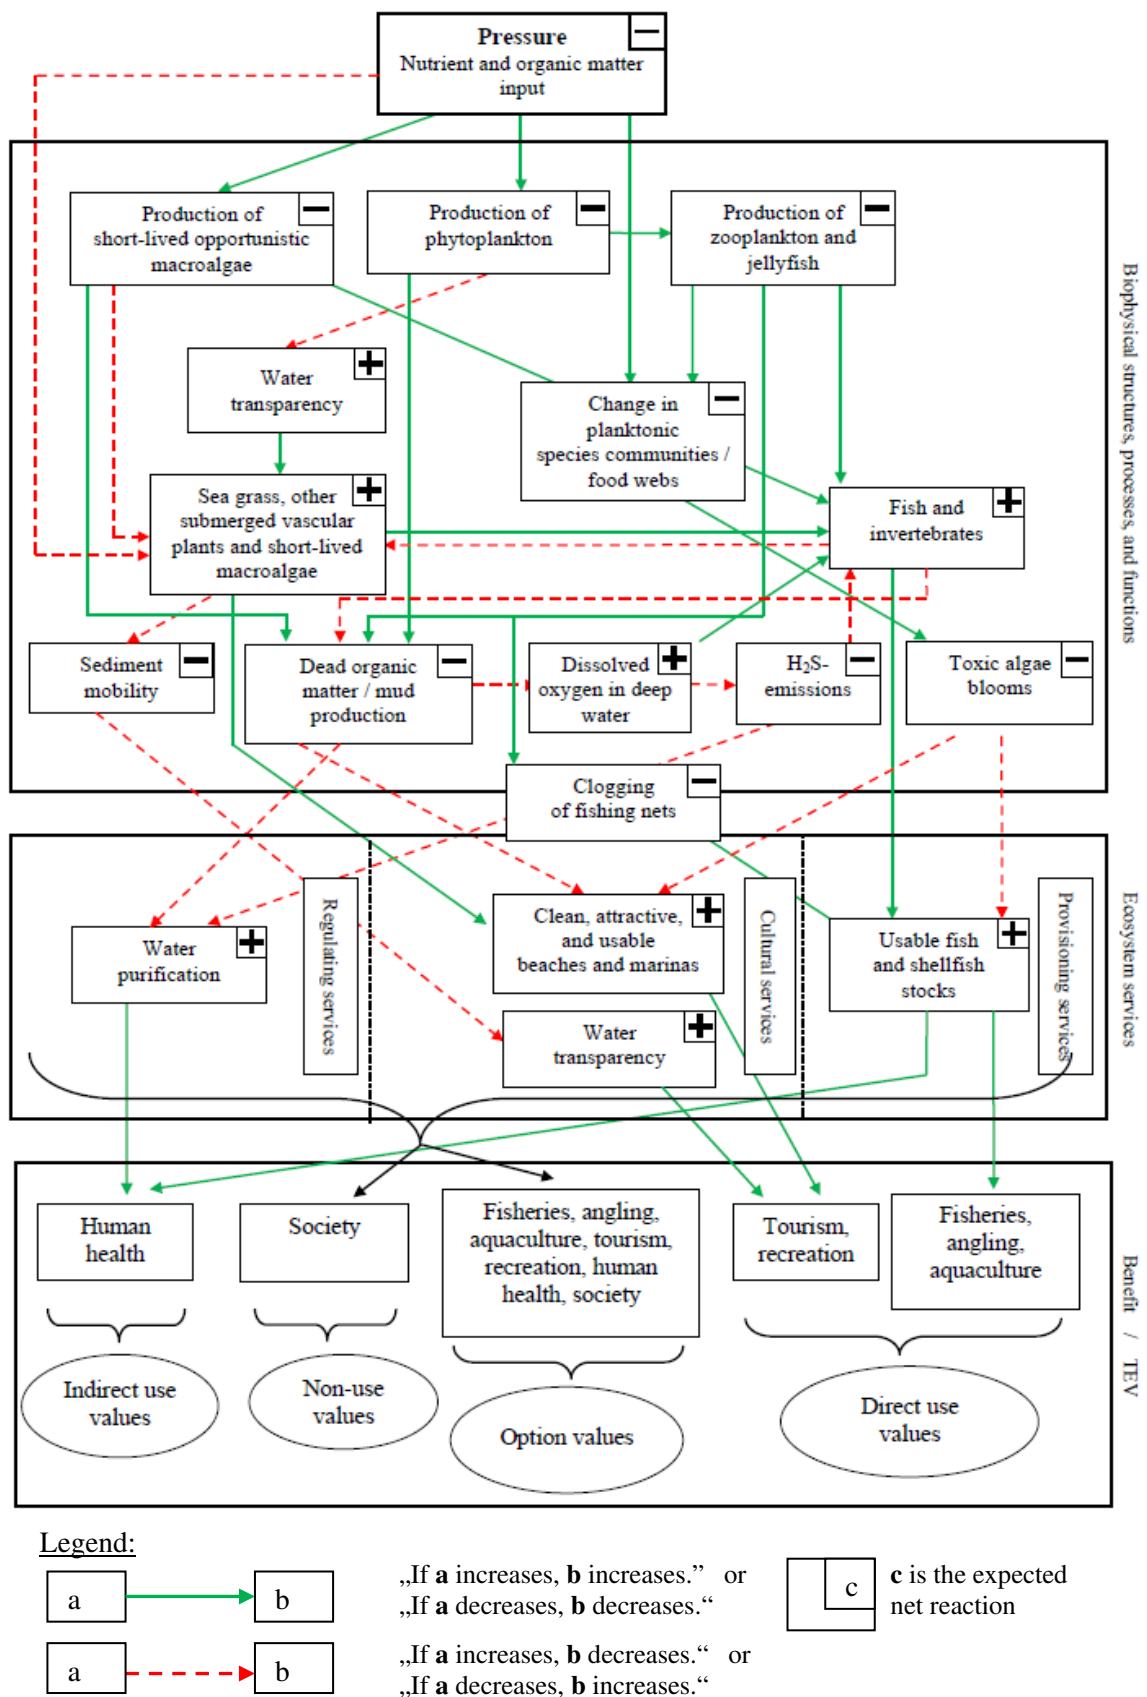 Pressure
Nutrient and organic matter
input
−
Production of
short-lived opportunistic
macroalgae
−
Production of
phytoplankton
−
Production of
zooplankton and
jellyfish
−
Water
transparency
+
Change in
planktonic
species communities /
food webs
−
Sea grass, other
submerged vascular
plants and short-lived
macroalgae
+
Fish and
invertebrates
+
Sediment
mobility
−
Dead organic
matter / mud
production
−
Dissolved
oxygen in deep
water
+
H₂S-
emissions
−
Toxic algae
blooms
−
Clogging
of fishing nets
−
Biophysical structures, processes, and functions
Water
purification
+
Regulating services
Clean, attractive,
and usable
beaches and marinas
+
Water
transparency
+
Cultural services
Usable fish
and shellfish
stocks
+
Provisioning services
Ecosystem services
Human
health
Society
Fisheries, angling,
aquaculture, tourism,
recreation, human
health, society
Tourism,
recreation
Fisheries,
angling,
aquaculture
Indirect use
values
Non-use
values
Option values
Direct use
values
Benefit / TEV
Legend:
a
b
„If a increases, b increases.“ or
„If a decreases, b decreases.“
c
c is the expected
net reaction
a
b
„If a increases, b decreases.“ or
„If a decreases, b increases.“